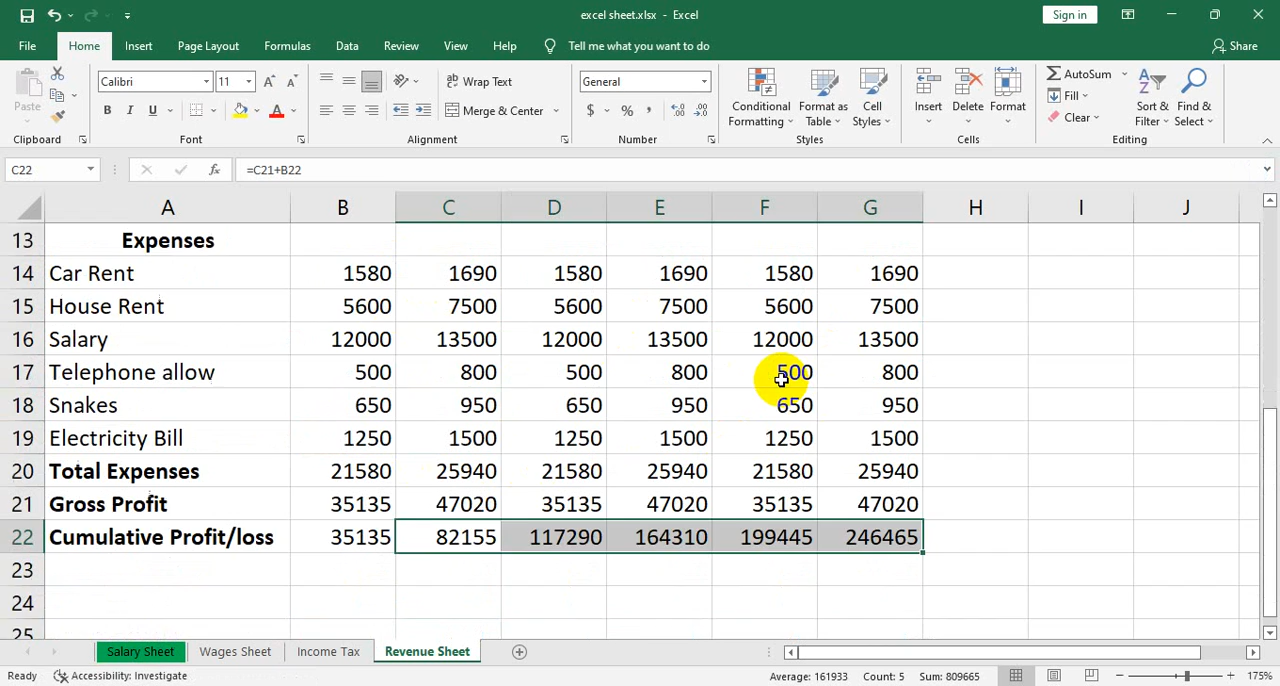 excel sheet.xlsx - Excel
Sign in
File Home Insert Page Layout Formulas Data Review View Help Tell me what you want to do Share
Paste
Clipboard
Calibri 11
B I U
Font
Wrap Text
Merge & Center
Alignment
General
$ % ,
Number
Conditional Formatting
Format as Table
Cell Styles
Styles
Insert Delete Format
Cells
AutoSum
Fill
Clear
Sort & Filter
Find & Select
Editing
C22 fx =C21+B22
A B C D E F G H I J
13 Expenses
14 Car Rent 1580 1690 1580 1690 1580 1690
15 House Rent 5600 7500 5600 7500 5600 7500
16 Salary 12000 13500 12000 13500 12000 13500
17 Telephone allow 500 800 500 800 500 800
18 Snakes 650 950 650 950 650 950
19 Electricity Bill 1250 1500 1250 1500 1250 1500
20 Total Expenses 21580 25940 21580 25940 21580 25940
21 Gross Profit 35135 47020 35135 47020 35135 47020
22 Cumulative Profit/loss 35135 82155 117290 164310 199445 246465
23
24
25
Salary Sheet Wages Sheet Income Tax Revenue Sheet
Ready Accessibility: Investigate Average: 161933 Count: 5 Sum: 809665 175%